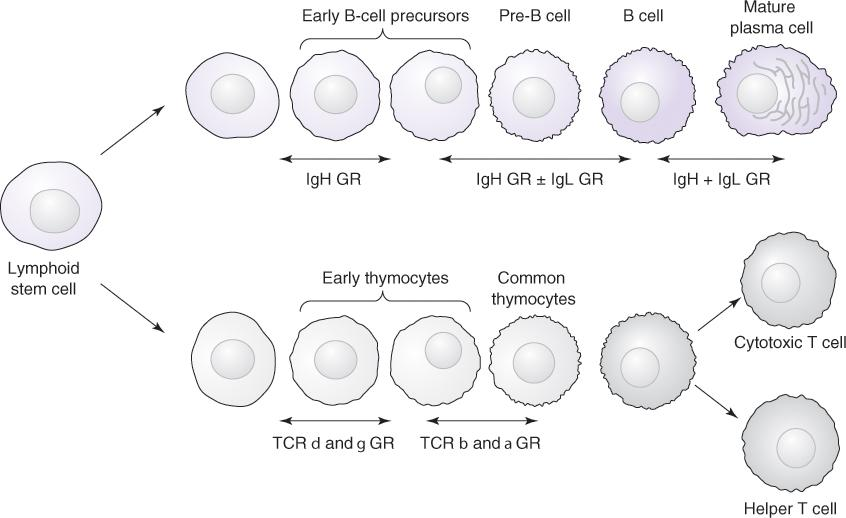 Early B-cell precursors
Pre-B cell
B cell
Mature
plasma cell
IgH GR
IgH GR ± IgL GR
IgH + IgL GR
Lymphoid
stem cell
Early thymocytes
Common
thymocytes
Cytotoxic T cell
TCR d and g GR
TCR b and a GR
Helper T cell